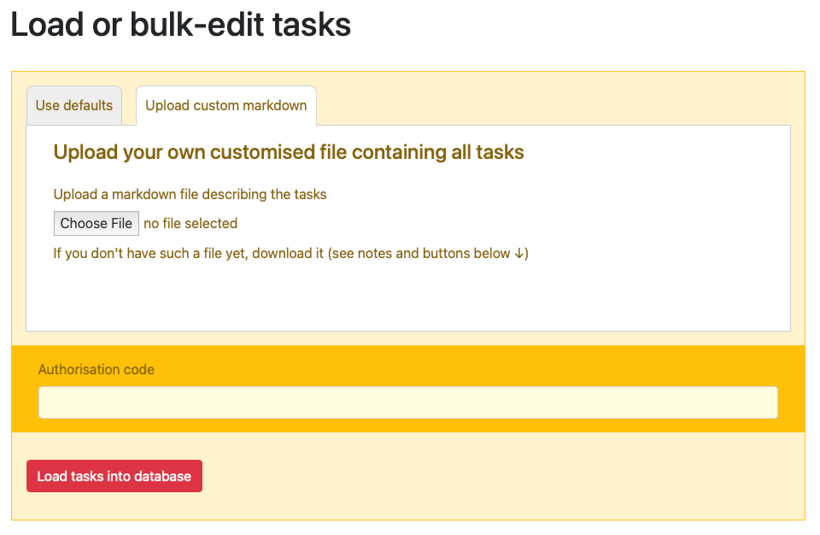 Load or bulk-edit tasks
Use defaults
Upload custom markdown
Upload your own customised file containing all tasks
Upload a markdown file describing the tasks
Choose File no file selected
If you don't have such a file yet, download it (see notes and buttons below ↓)
Authorisation code
Load tasks into database